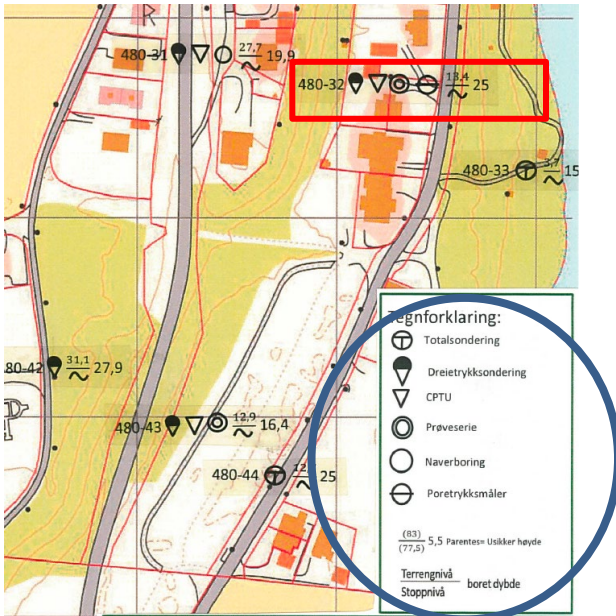 480-31 27,7 19,9
480-32 13,4 25
480-33 3,7 15
Tegnforklaring:
Totalsondering
Dreietrykksondering
CPTU
Prøveserie
Naverboring
Poretrykksmåler
(83)
(77,5) 5,5 Parentes= Usikker høyde
Terrengnivå
Stoppnivå boret dybde
80-42 31,1 27,9
480-43 12,9 16,4
480-44 25